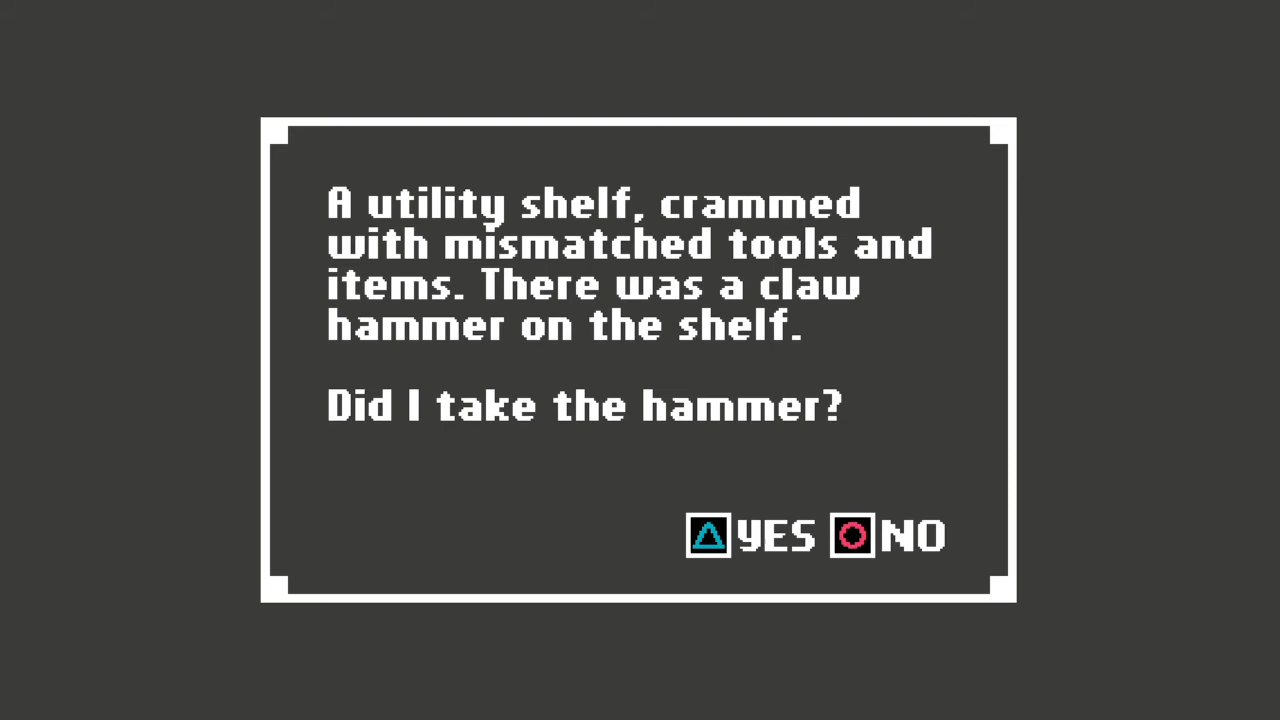 A utility shelf, crammed
with mismatched tools and
items. There was a claw
hammer on the shelf.
Did I take the hammer?
YES NO